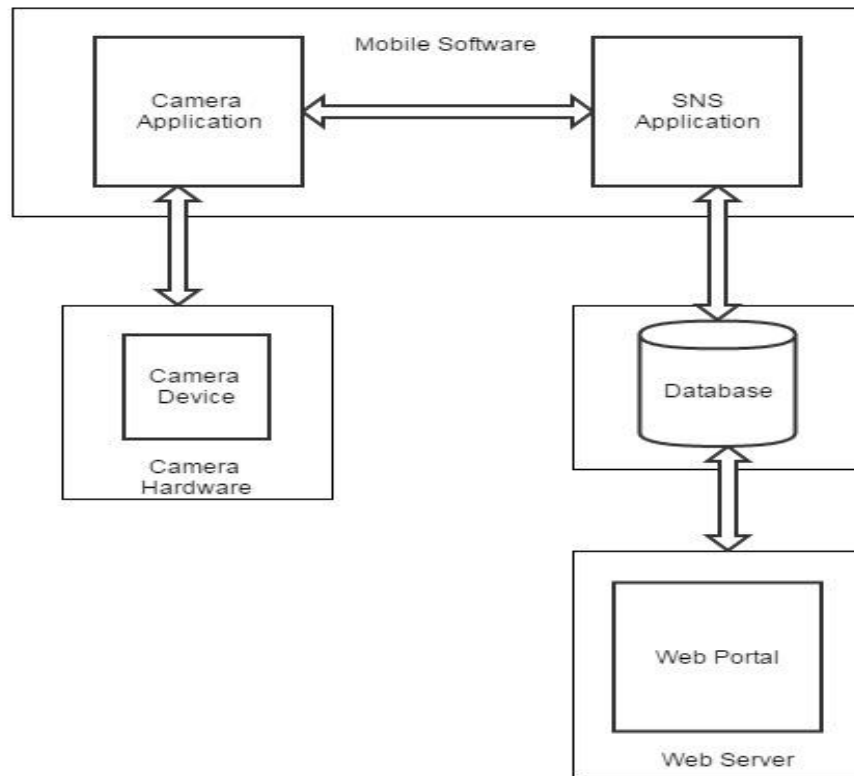 Mobile Software
Camera
Application
SNS
Application
Camera
Device
Camera
Hardware
Database
Web Portal
Web Server